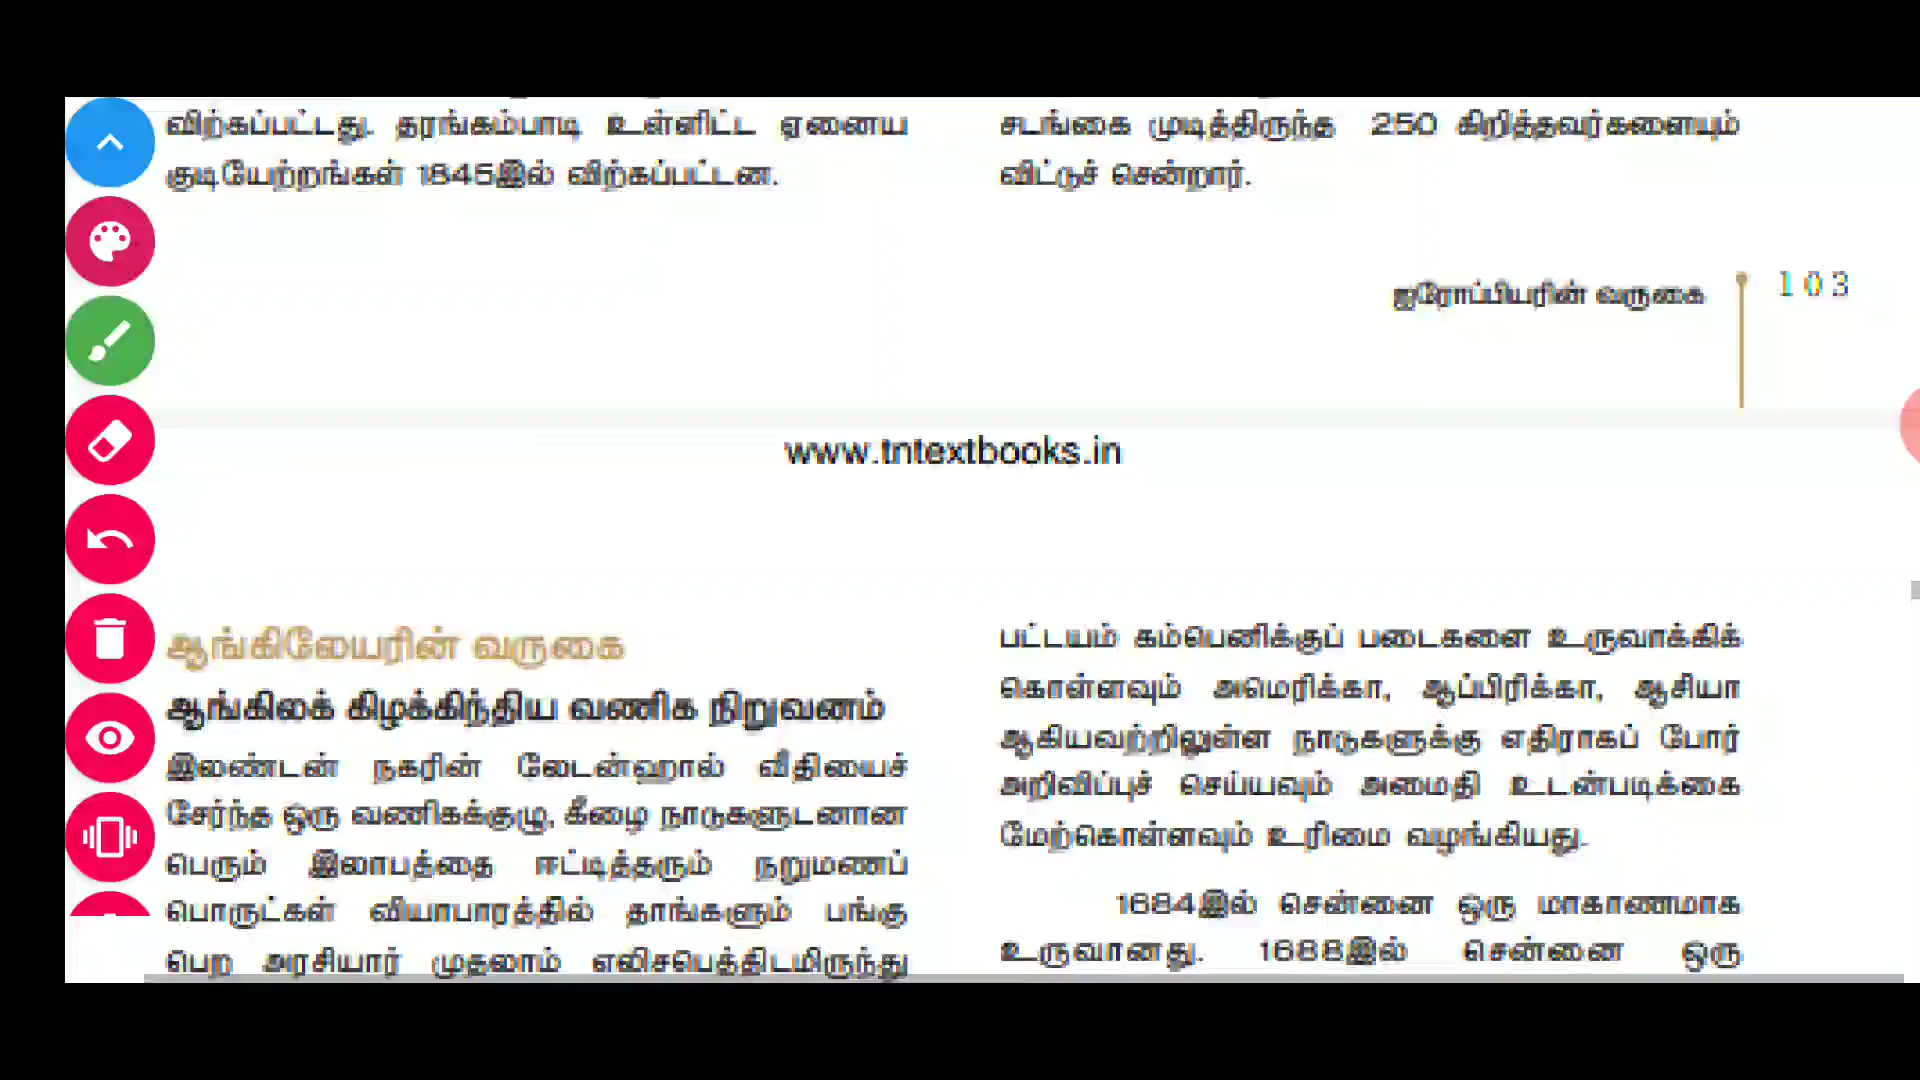 விற்கப்பட்டது. தரங்கம்பாடி உள்ளிட்ட ஏனைய
குடியேற்றங்கள் 1845இல் விற்கப்பட்டன.
சடங்கை முடித்திருந்த 250 கிறித்தவர்களையும்
விட்டுச் சென்றார்.
ஐரோப்பியரின் வருகை 103
www.tntextbooks.in
ஆங்கிலேயரின் வருகை
ஆங்கிலக் கிழக்கிந்திய வணிக நிறுவனம்
இலண்டன் நகரின் லேடன்ஹால் வீதியைச்
சேர்ந்த ஒரு வணிகக்குழு, கீழை நாடுகளுடனான
பெரும் இலாபத்தை ஈட்டித்தரும் நறுமணப்
பொருட்கள் வியாபாரத்தில் தாங்களும் பங்கு
பெற அரசியார் முதலாம் எலிசபெத்திடமிருந்து
பட்டயம் கம்பெனிக்குப் படைகளை உருவாக்கிக்
கொள்ளவும் அமெரிக்கா, ஆப்பிரிக்கா, ஆசியா
ஆகியவற்றிலுள்ள நாடுகளுக்கு எதிராகப் போர்
அறிவிப்புச் செய்யவும் அமைதி உடன்படிக்கை
மேற்கொள்ளவும் உரிமை வழங்கியது.
1684இல் சென்னை ஒரு மாகாணமாக
உருவானது. 1688இல் சென்னை ஒரு